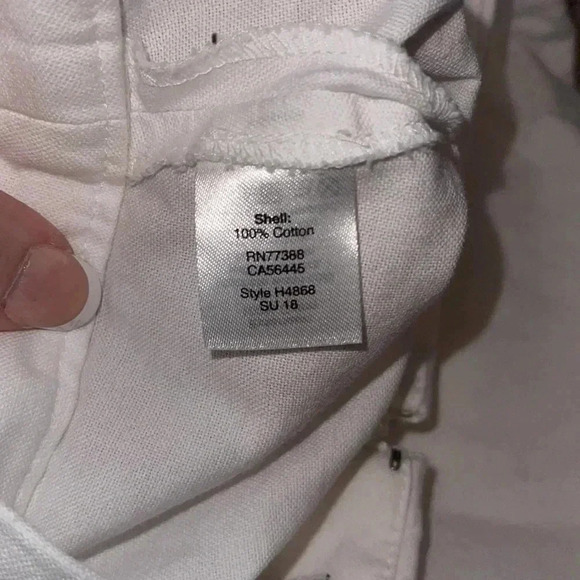 Shell:
100% Cotton
RN77388
CA56445
Style H4868
SU 18